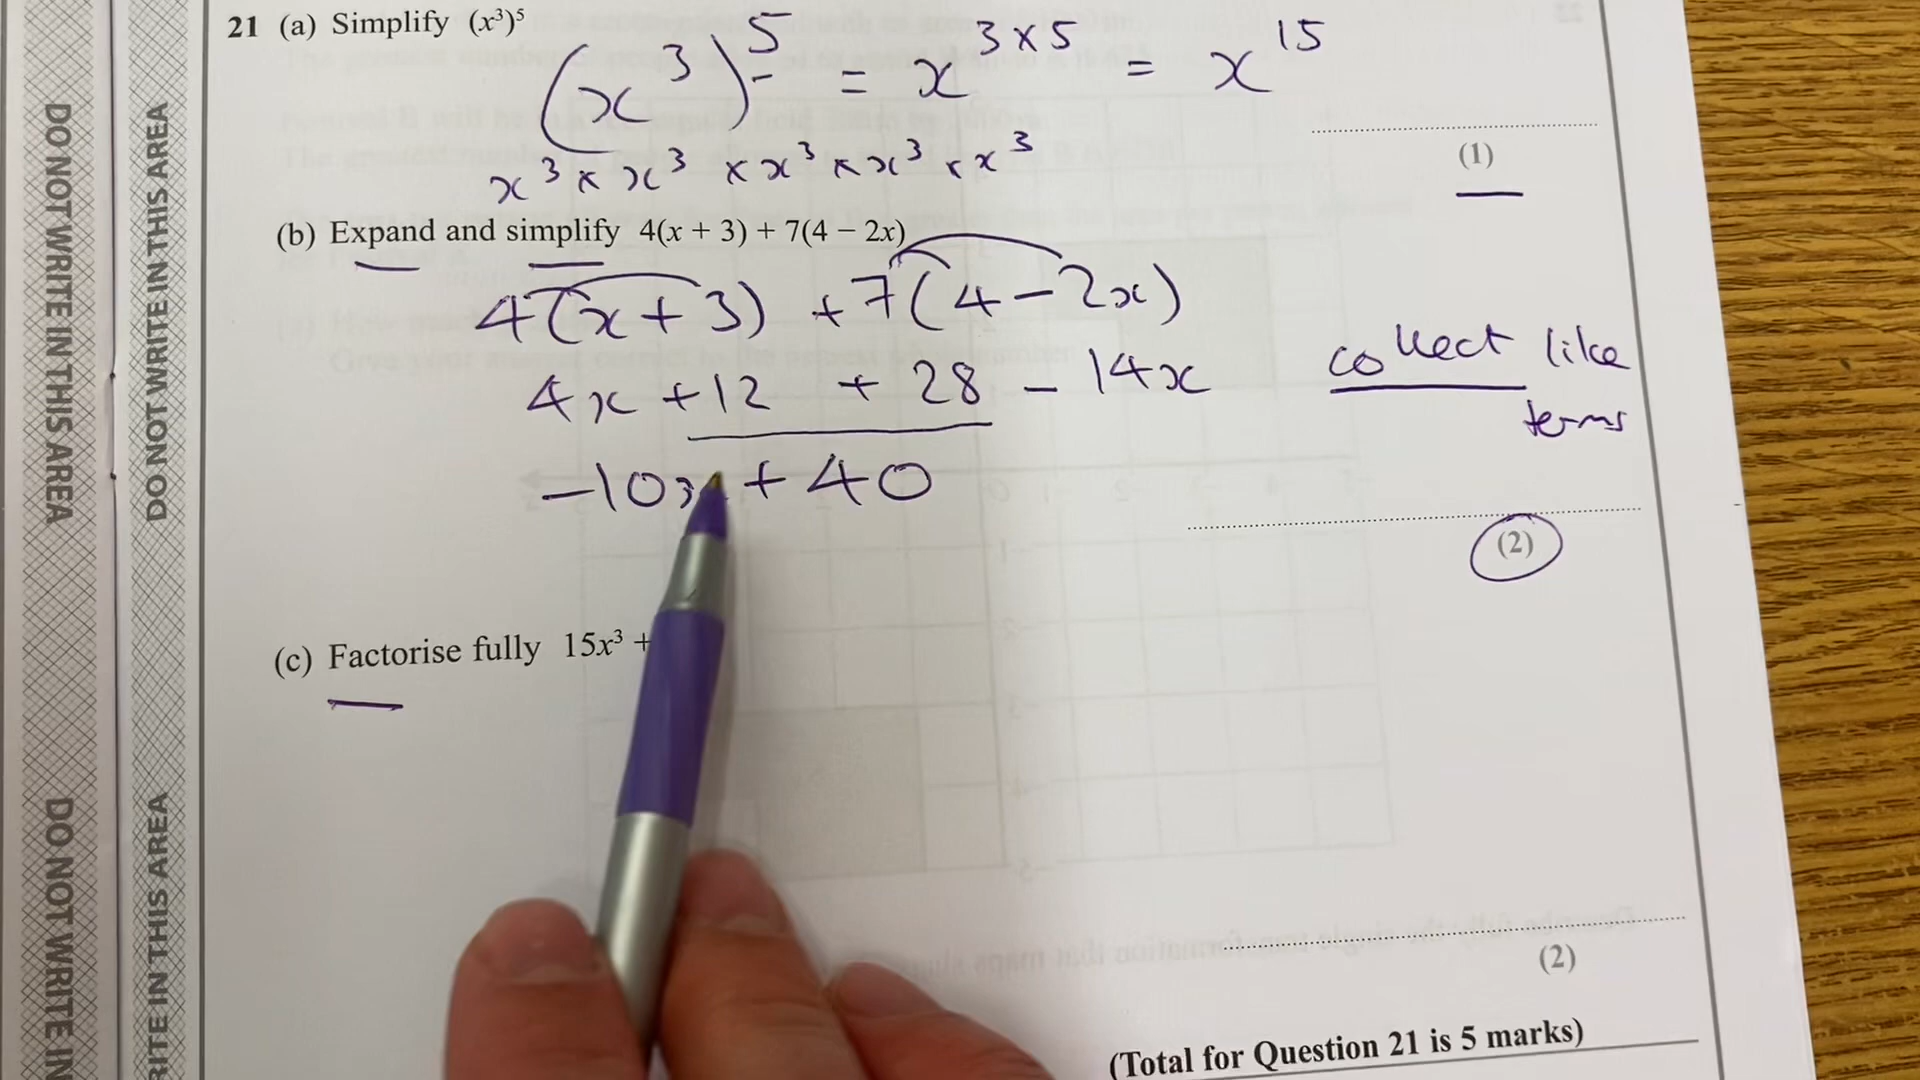 21 (a) Simplify (x³)⁵
(x³)⁵ = x³ˣ⁵ = x¹⁵
x³ × x³ × x³ × x³ × x³
(1)
(b) Expand and simplify 4(x + 3) + 7(4 − 2x)
4(x + 3) + 7(4 − 2x)
4x + 12 + 28 − 14x
collect like
terms
−10x + 40
(2)
(c) Factorise fully 15x³ +
(2)
(Total for Question 21 is 5 marks)
DO NOT WRITE IN THIS AREA
DO NOT WRITE IN THIS AREA
DO NOT WRITE IN
RITE IN THIS AREA